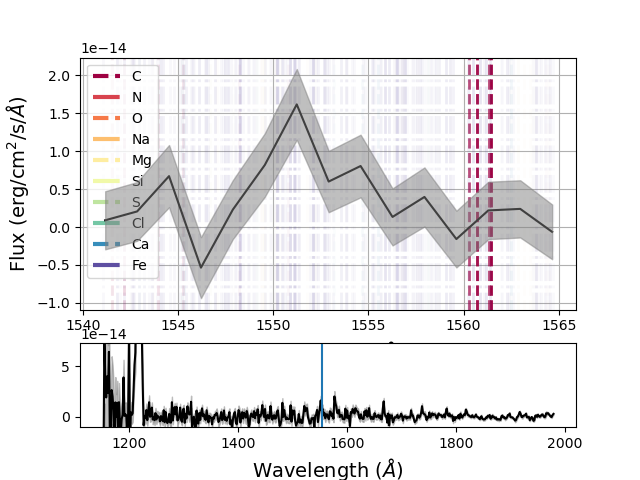 1e−14
Flux (erg/cm²/s/Å)
2.0
1.5
1.0
0.5
0.0
−0.5
−1.0
C
N
O
Na
Mg
Si
S
Cl
Ca
Fe
1540 1545 1550 1555 1560 1565
1e−14
5
0
1200 1400 1600 1800 2000
Wavelength (Å)